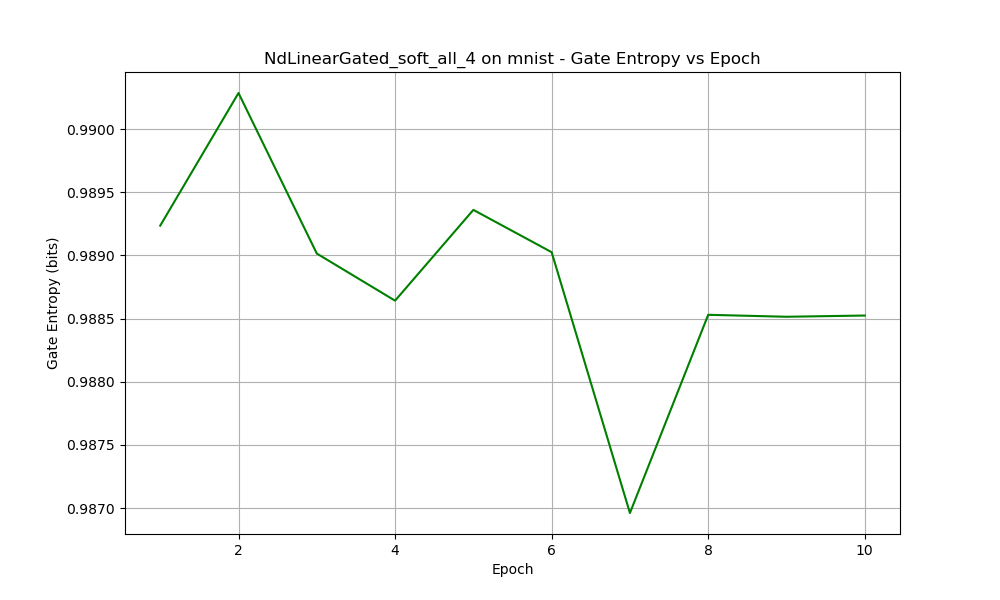 NdLinearGated_soft_all_4 on mnist - Gate Entropy vs Epoch
Gate Entropy (bits)
0.9900
0.9895
0.9890
0.9885
0.9880
0.9875
0.9870
2 4 6 8 10
Epoch